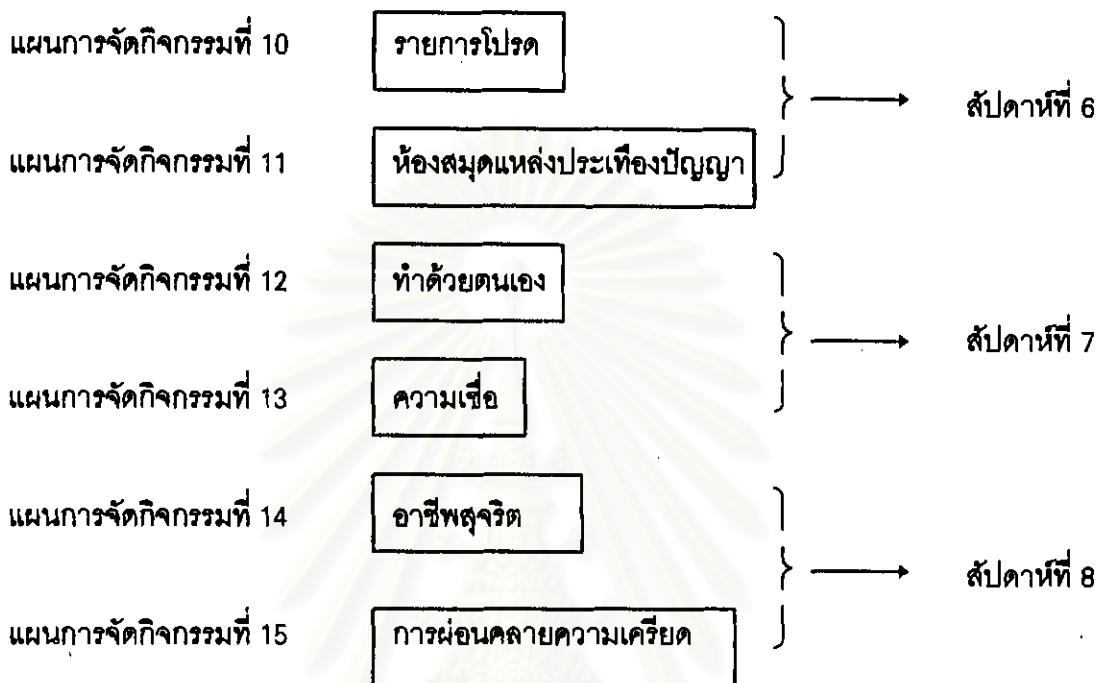 แผนการจัดกิจกรรมที่ 10 รายการโปรด
สัปดาห์ที่ 6
แผนการจัดกิจกรรมที่ 11 ห้องสมุดแหล่งประเทืองปัญญา
แผนการจัดกิจกรรมที่ 12 ทำด้วยตนเอง
สัปดาห์ที่ 7
แผนการจัดกิจกรรมที่ 13 ความเชื่อ
แผนการจัดกิจกรรมที่ 14 อาชีพสุจริต
สัปดาห์ที่ 8
แผนการจัดกิจกรรมที่ 15 การผ่อนคลายความเครียด